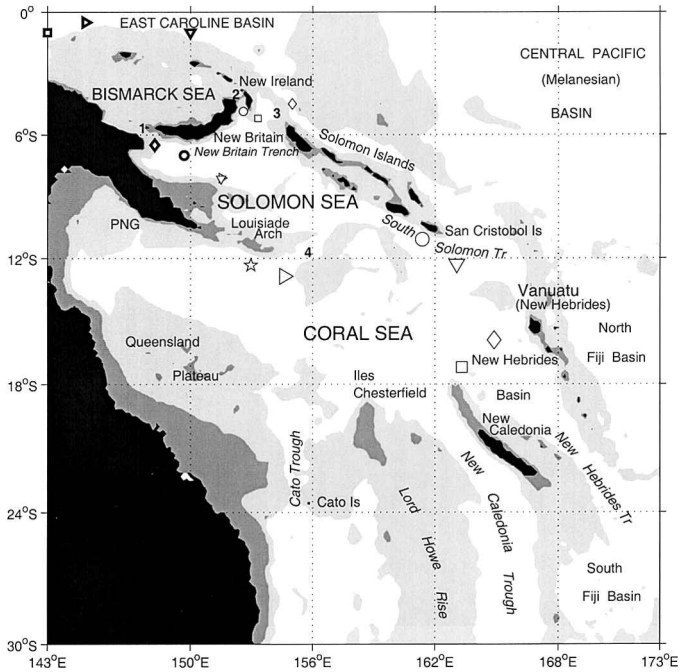 0°
EAST CAROLINE BASIN
CENTRAL PACIFIC
(Melanesian)
BASIN
New Ireland
BISMARCK SEA
2
3
1
6°S
New Britain
New Britain Trench
Solomon Islands
SOLOMON SEA
PNG
Louisiade
Arch
4
South
Solomon Tr
San Cristobol Is
12°S
Vanuatu
(New Hebrides)
CORAL SEA
North
Fiji Basin
Queensland
Plateau
Iles
Chesterfield
New Hebrides
Basin
18°S
New
Caledonia
New
Hebrides Tr
Cato Trough
Cato Is
New
Caledonia
Trough
Lord
Howe
Rise
24°S
South
Fiji Basin
30°S
143°E
150°E
156°E
162°E
168°E
173°E